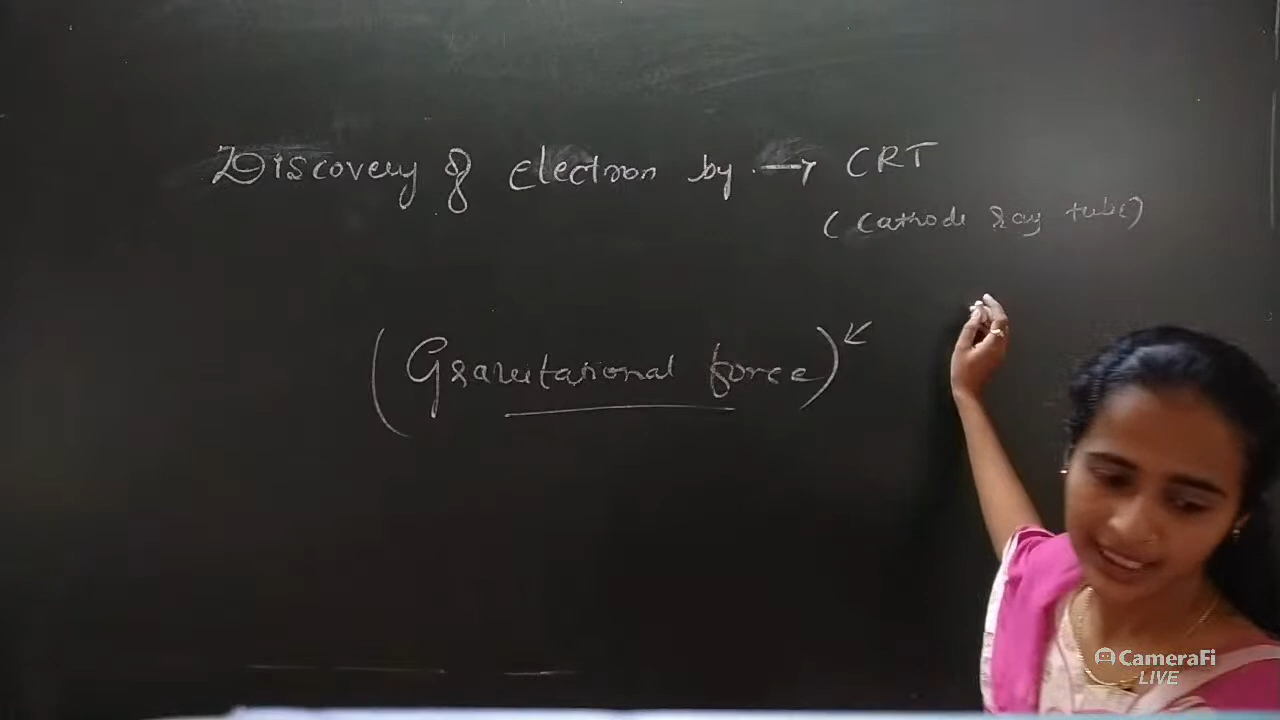 Discovery of electron by → CRT
(Cathode ray tube)
(Gravitational force) ↙
CameraFi
LIVE